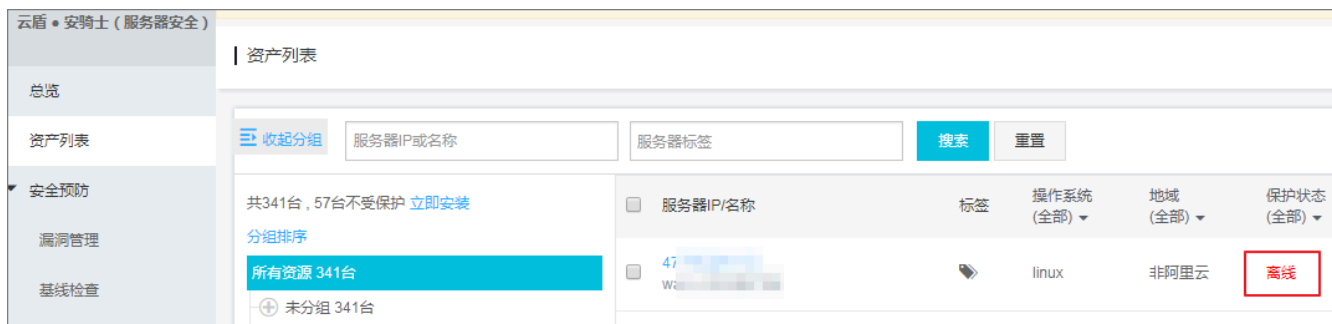 云盾 • 安骑士（服务器安全）
总览
资产列表
安全预防
漏洞管理
基线检查
资产列表
收起分组
服务器IP或名称
服务器标签
搜索
重置
共341台 , 57台不受保护 立即安装
分组排序
所有资源 341台
未分组 341台
服务器IP/名称
标签
操作系统
(全部)
地域
(全部)
保护状态
(全部)
47
linux
非阿里云
离线